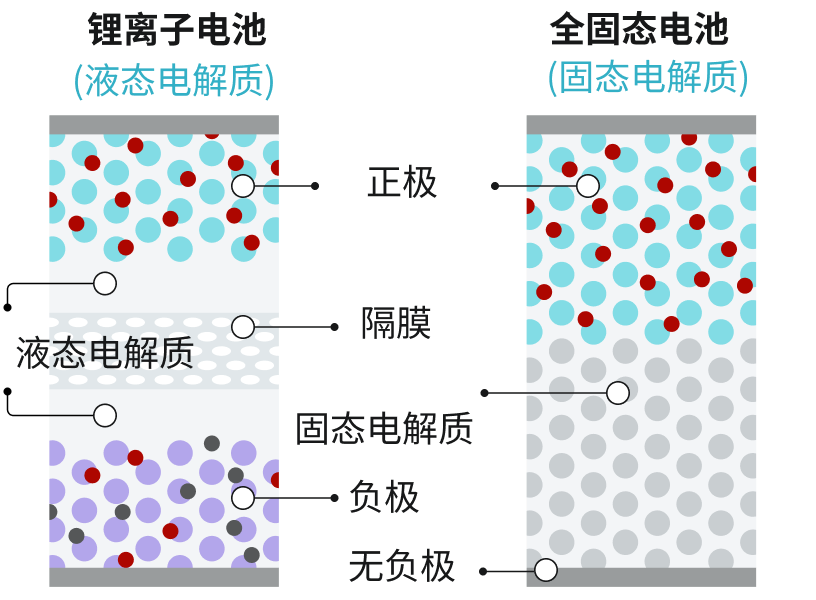 锂离子电池
(液态电解质)
全固态电池
(固态电解质)
正极
隔膜
液态电解质
固态电解质
负极
无负极